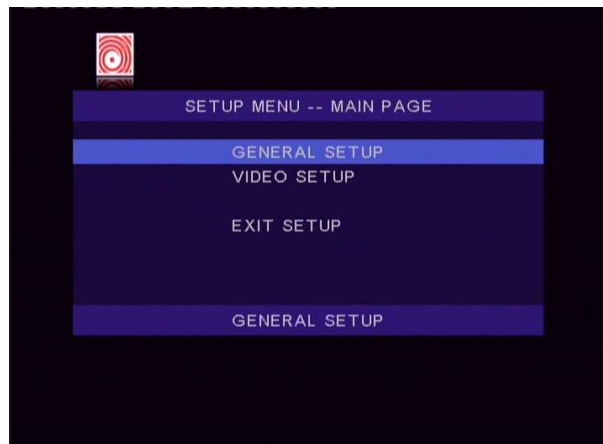 SETUP MENU -- MAIN PAGE
GENERAL SETUP
VIDEO SETUP
EXIT SETUP
GENERAL SETUP